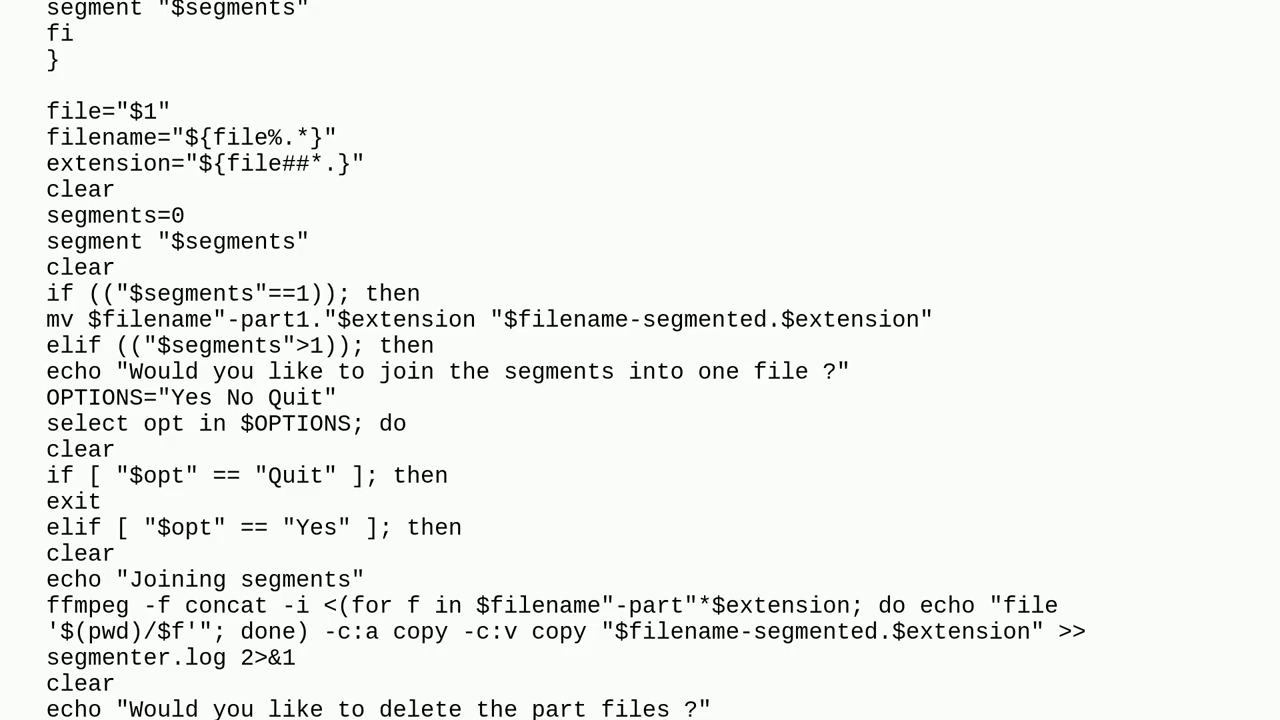 segment "$segments"
fi
}
file="$1"
filename="${file%.*}"
extension="${file##*.}"
clear
segments=0
segment "$segments"
clear
if (("$segments"==1)); then
mv $filename"-part1."$extension "$filename-segmented.$extension"
elif (("$segments">1)); then
echo "Would you like to join the segments into one file ?"
OPTIONS="Yes No Quit"
select opt in $OPTIONS; do
clear
if [ "$opt" == "Quit" ]; then
exit
elif [ "$opt" == "Yes" ]; then
clear
echo "Joining segments"
ffmpeg -f concat -i <(for f in $filename"-part"*$extension; do echo "file
'$(pwd)/$f'"; done) -c:a copy -c:v copy "$filename-segmented.$extension" >>
segmenter.log 2>&1
clear
echo "Would you like to delete the part files ?"